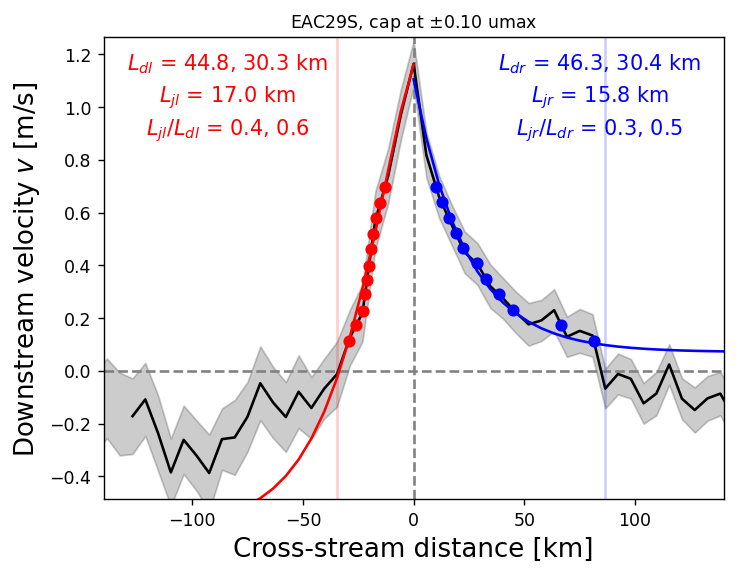 EAC29S, cap at ±0.10 umax
L_dl = 44.8, 30.3 km
L_jl = 17.0 km
L_jl/L_dl = 0.4, 0.6
L_dr = 46.3, 30.4 km
L_jr = 15.8 km
L_jr/L_dr = 0.3, 0.5
Downstream velocity v [m/s]
1.2
1.0
0.8
0.6
0.4
0.2
0.0
−0.2
−0.4
−100
−50
0
50
100
Cross-stream distance [km]